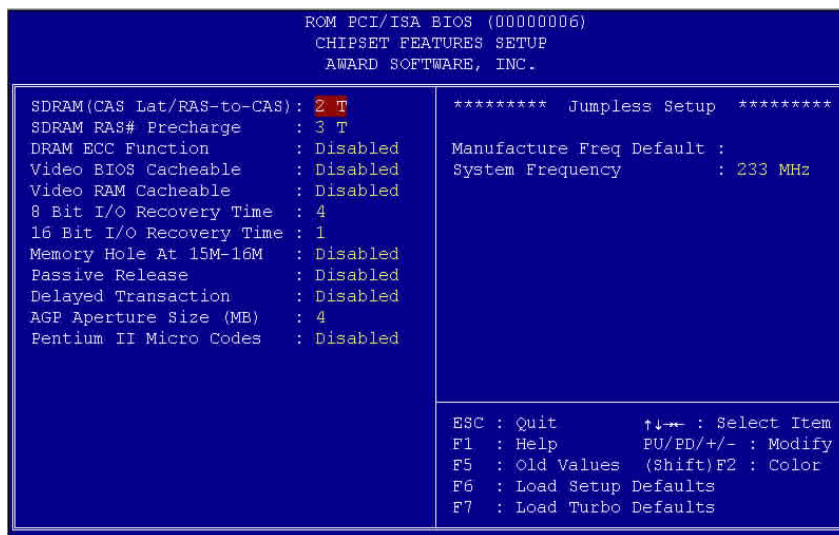 ROM PCI/ISA BIOS (00000006)
CHIPSET FEATURES SETUP
AWARD SOFTWARE, INC.
SDRAM(CAS Lat/RAS-to-CAS): 2 T
SDRAM RAS# Precharge : 3 T
DRAM ECC Function : Disabled
Video BIOS Cacheable : Disabled
Video RAM Cacheable : Disabled
8 Bit I/O Recovery Time : 4
16 Bit I/O Recovery Time : 1
Memory Hole At 15M-16M : Disabled
Passive Release : Disabled
Delayed Transaction : Disabled
AGP Aperture Size (MB) : 4
Pentium II Micro Codes : Disabled
********* Jumpless Setup *********
Manufacture Freq Default :
System Frequency : 233 MHz
ESC : Quit ↑↓→← : Select Item
F1 : Help PU/PD/+/- : Modify
F5 : Old Values (Shift)F2 : Color
F6 : Load Setup Defaults
F7 : Load Turbo Defaults